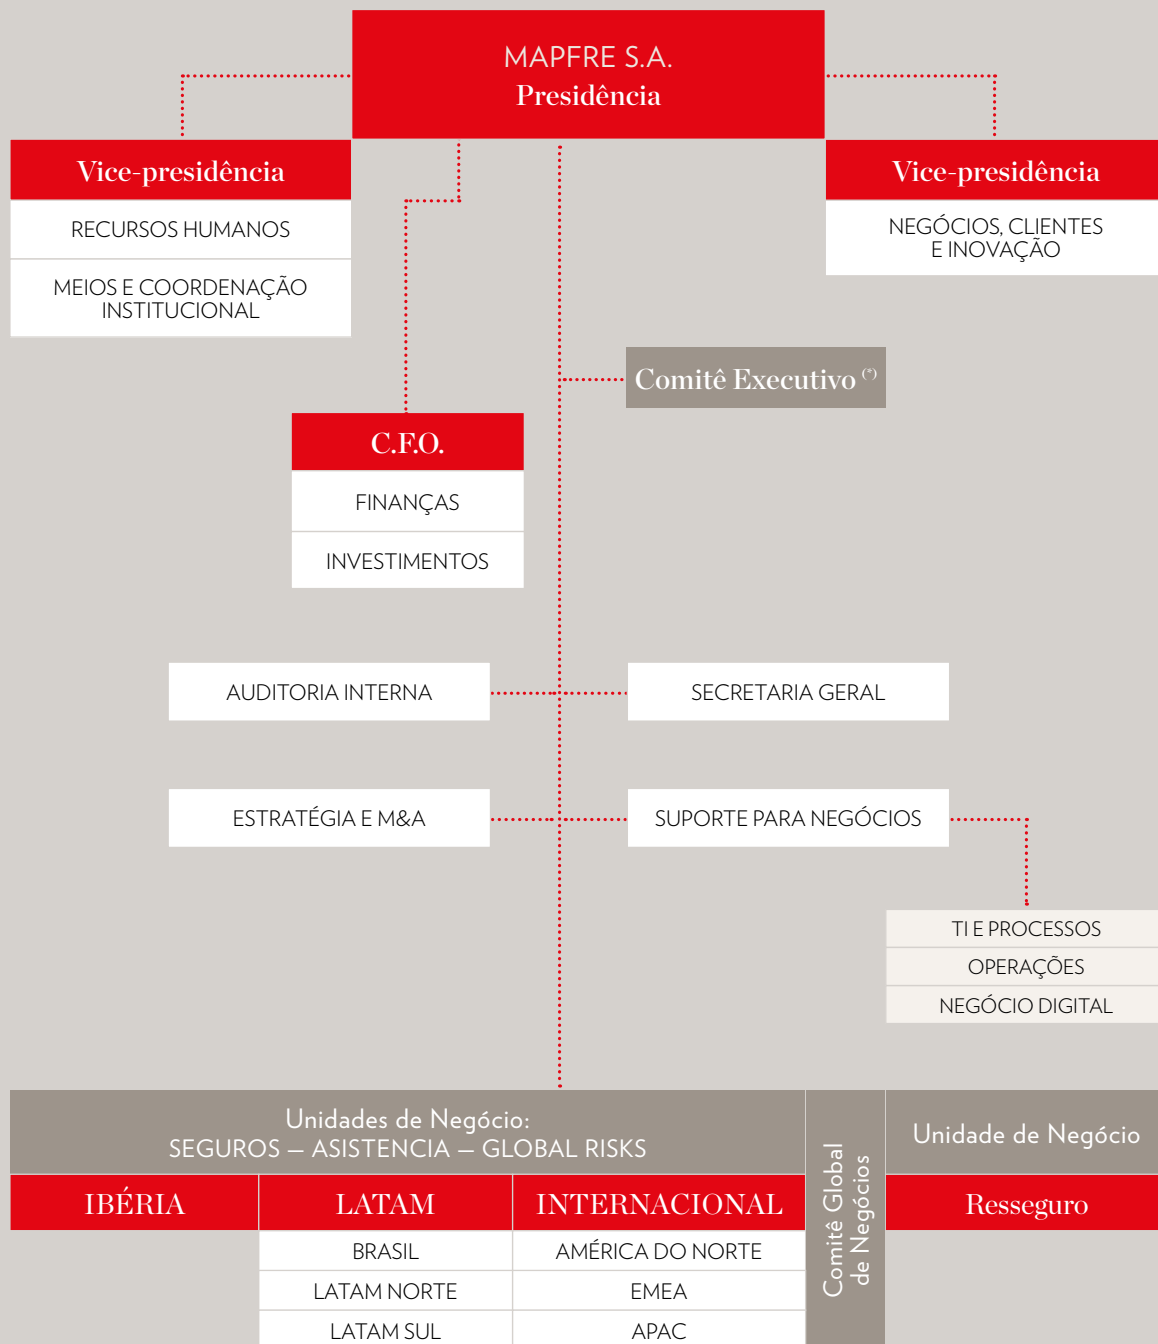 MAPFRE S.A.
Presidência
Vice-presidência
RECURSOS HUMANOS
MEIOS E COORDENAÇÃO
INSTITUCIONAL
Vice-presidência
NEGÓCIOS, CLIENTES
E INOVAÇÃO
Comitê Executivo (*)
C.F.O.
FINANÇAS
INVESTIMENTOS
AUDITORIA INTERNA
SECRETARIA GERAL
ESTRATÉGIA E M&A
SUPORTE PARA NEGÓCIOS
TI E PROCESSOS
OPERAÇÕES
NEGÓCIO DIGITAL
Unidades de Negócio:
SEGUROS — ASISTENCIA — GLOBAL RISKS
IBÉRIA
LATAM
BRASIL
LATAM NORTE
LATAM SUL
INTERNACIONAL
AMÉRICA DO NORTE
EMEA
APAC
Comitê Global
de Negócios
Unidade de Negócio
Resseguro